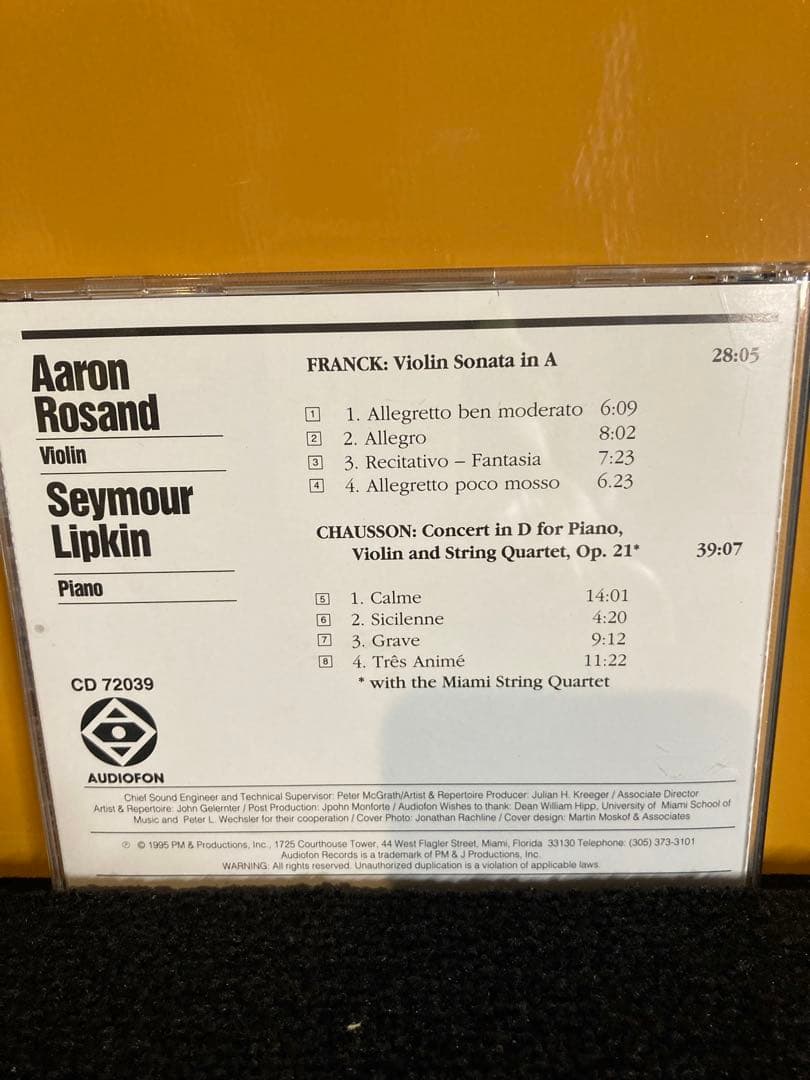 Aaron
Rosand
Violin
Seymour
Lipkin
Piano
FRANCK: Violin Sonata in A 28:05
1 1. Allegretto ben moderato 6:09
2 2. Allegro 8:02
3 3. Recitativo – Fantasia 7:23
4 4. Allegretto poco mosso 6.23
CHAUSSON: Concert in D for Piano,
Violin and String Quartet, Op. 21* 39:07
5 1. Calme 14:01
6 2. Sicilenne 4:20
7 3. Grave 9:12
8 4. Três Animé 11:22
* with the Miami String Quartet
CD 72039
AUDIOFON
Chief Sound Engineer and Technical Supervisor: Peter McGrath/Artist & Repertoire Producer: Julian H. Kreeger / Associate Director
Artist & Repertoire: John Gelernter / Post Production: Jpohn Monforte / Audiofon Wishes to thank: Dean William Hipp, University of Miami School of
Music and Peter L. Wechsler for their cooperation / Cover Photo: Jonathan Rachline / Cover design: Martin Moskof & Associates
℗ © 1995 PM & Productions, Inc., 1725 Courthouse Tower, 44 West Flagler Street, Miami, Florida 33130 Telephone: (305) 373-3101
Audiofon Records is a trademark of PM & J Productions, Inc.
WARNING: All rights reserved. Unauthorized duplication is a violation of applicable laws.